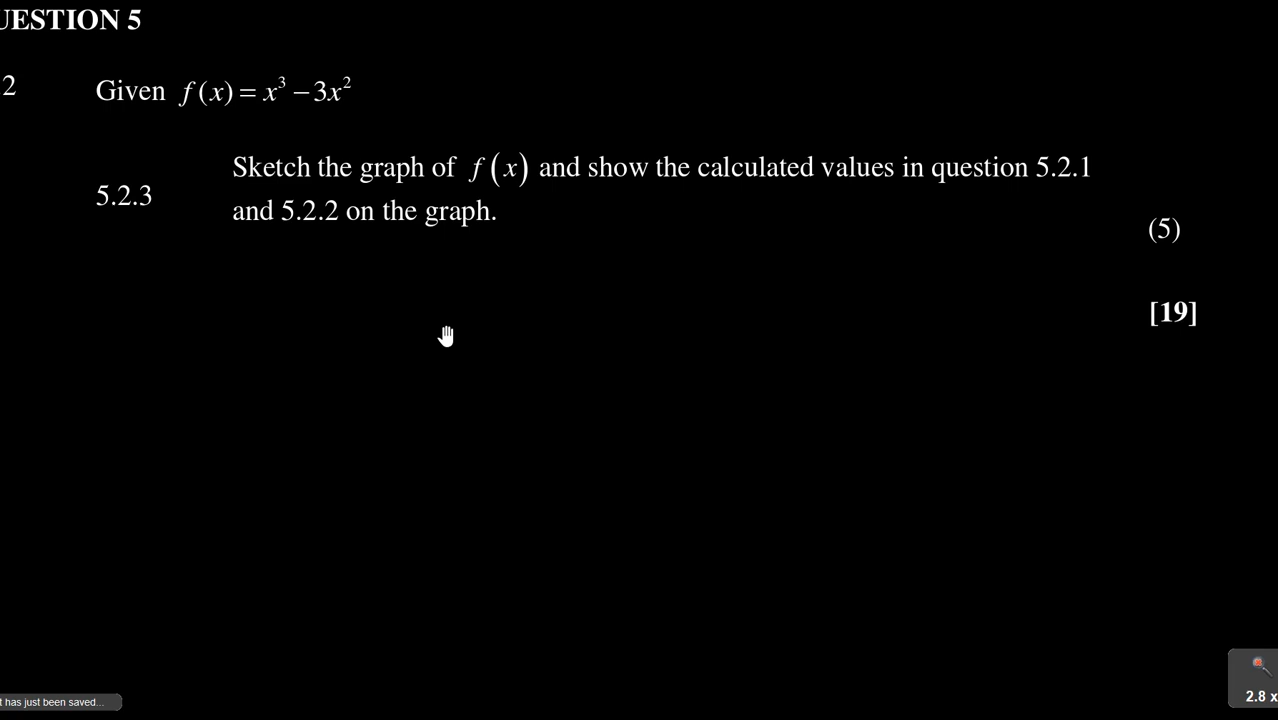 UESTION 5
.2 Given f(x) = x³ − 3x²
Sketch the graph of f(x) and show the calculated values in question 5.2.1
5.2.3
and 5.2.2 on the graph.
(5)
[19]
2.8 x
t has just been saved...